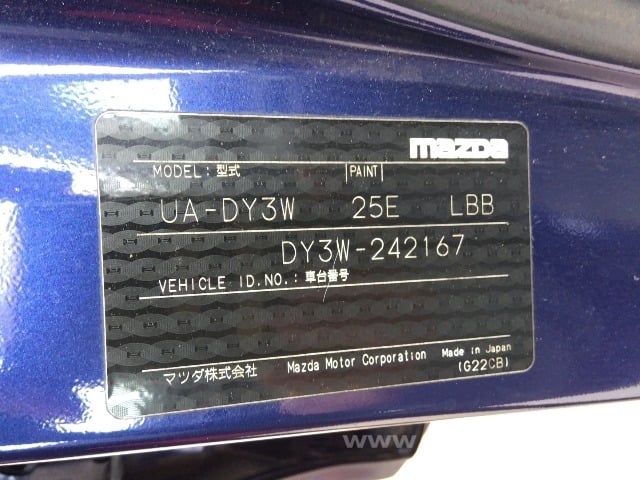 mazda
MODEL:型式 PAINT
UA-DY3W 25E LBB
DY3W-242167
VEHICLE ID.NO.:車台番号
マツダ株式会社 Mazda Motor Corporation Made in Japan
(G22CB)
www.